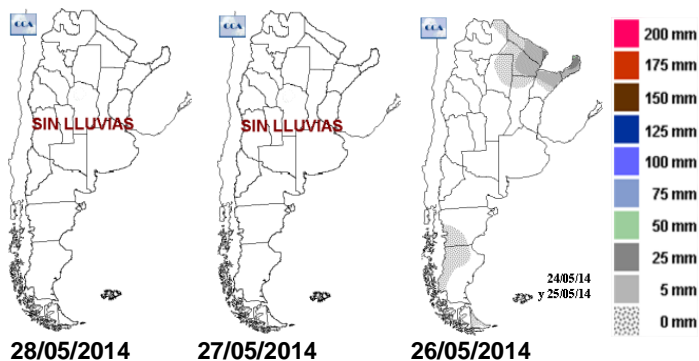 CCA
CCA
CCA
SIN LLUVIAS
SIN LLUVIAS
24/05/14
y 25/05/14
28/05/2014
27/05/2014
26/05/2014
200 mm
175 mm
150 mm
125 mm
100 mm
75 mm
50 mm
25 mm
5 mm
0 mm